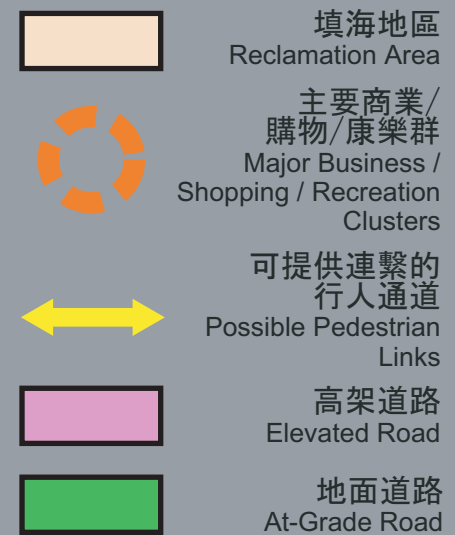 填海地區
Reclamation Area
主要商業/
購物/康樂群
Major Business /
Shopping / Recreation
Clusters
可提供連繫的
行人通道
Possible Pedestrian
Links
高架道路
Elevated Road
地面道路
At-Grade Road